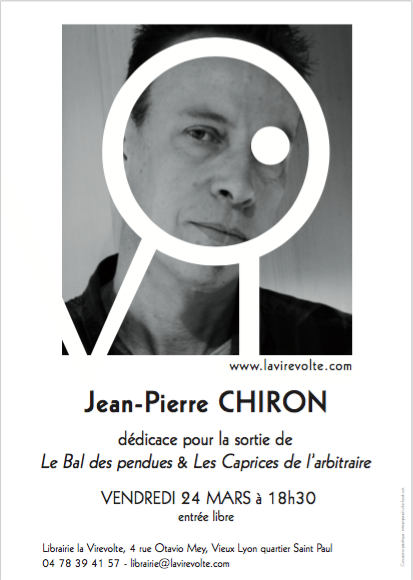 www.lavirevolte.com
Jean-Pierre CHIRON
dédicace pour la sortie de
Le Bal des pendues & Les Caprices de l'arbitraire
VENDREDI 24 MARS à 18h30
entrée libre
Librairie la Virevolte, 4 rue Otavio Mey, Vieux Lyon quartier Saint Paul
04 78 39 41 57 - librairie@lavirevolte.com